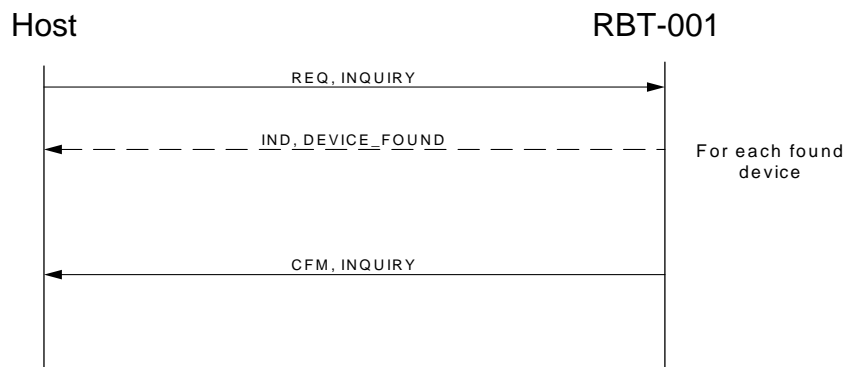 Host
RBT-001
REQ, INQUIRY
IND, DEVICE_FOUND
For each found
device
CFM, INQUIRY